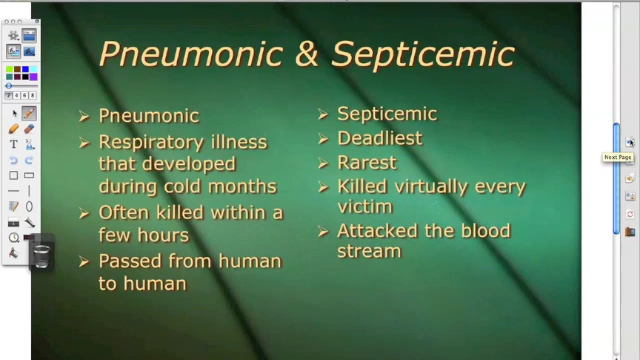 Pneumonic & Septicemic
Pneumonic
Respiratory illness
that developed
during cold months
Often killed within a
few hours
Passed from human
to human
Septicemic
Deadliest
Rarest
Killed virtually every
victim
Attacked the blood
stream
Next Page